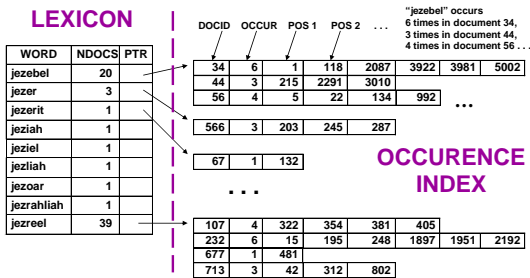 LEXICON
WORD NDOCS PTR
jezebel 20
jezer 3
jezerit 1
jeziah 1
jeziel 1
jezliah 1
jezoar 1
jezrahliah 1
jezreel 39
DOCID OCCUR POS 1 POS 2 . . .
"jezebel" occurs
6 times in document 34,
3 times in document 44,
4 times in document 56 . . .
34 6 1 118 2087 3922 3981 5002
44 3 215 2291 3010
56 4 5 22 134 992
...
566 3 203 245 287
67 1 132
OCCURENCE
INDEX
. . .
107 4 322 354 381 405
232 6 15 195 248 1897 1951 2192
677 1 481
713 3 42 312 802